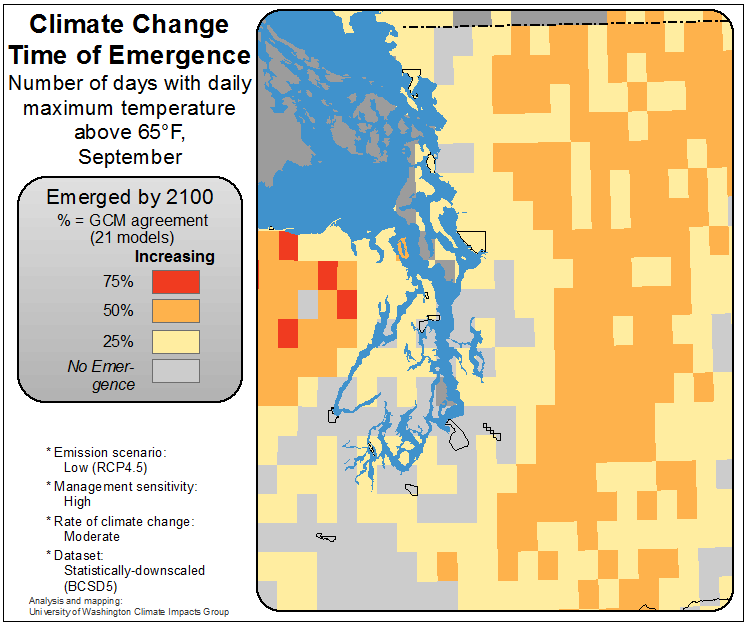 Climate Change
Time of Emergence
Number of days with daily
maximum temperature
above 65°F,
September
Emerged by 2100
% = GCM agreement
(21 models)
Increasing
75%
50%
25%
No Emer-
gence
* Emission scenario:
Low (RCP4.5)
* Management sensitivity:
High
* Rate of climate change:
Moderate
* Dataset:
Statistically-downscaled
(BCSD5)
Analysis and mapping:
University of Washington Climate Impacts Group